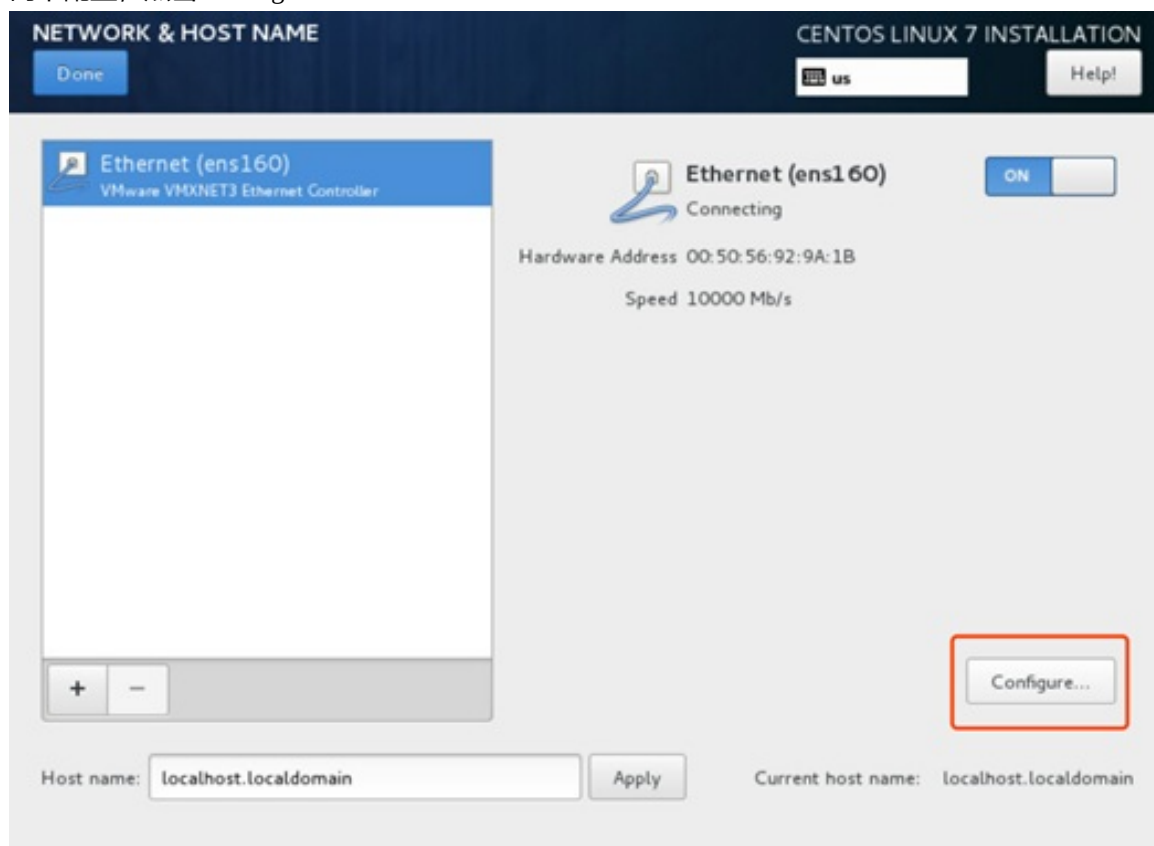 NETWORK & HOST NAME
CENTOS LINUX 7 INSTALLATION
Done
us
Help!
Ethernet (ens160)
VMware VMXNET3 Ethernet Controller
Ethernet (ens160)
ON
Connecting
Hardware Address 00:50:56:92:9A:1B
Speed 10000 Mb/s
+ −
Configure...
Host name: localhost.localdomain Apply Current host name: localhost.localdomain